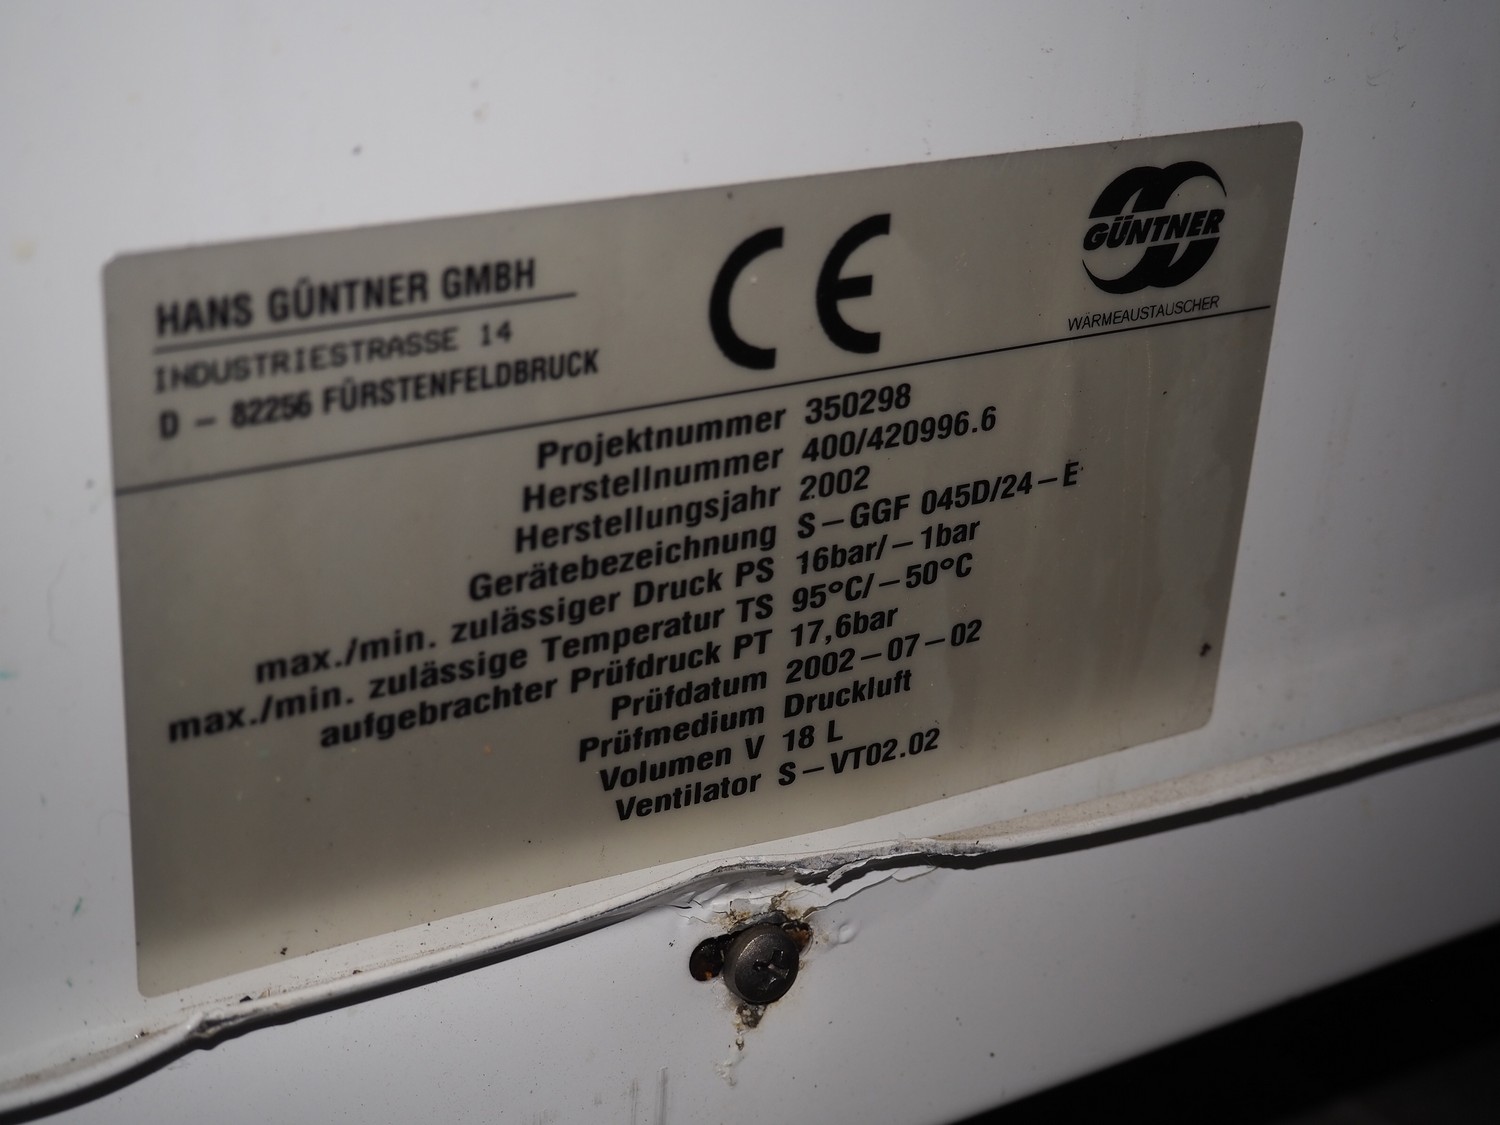 HANS GÜNTNER GMBH
INDUSTRIESTRASSE 14
D – 82256 FÜRSTENFELDBRUCK
CE
GÜNTNER
WÄRMEAUSTAUSCHER
Projektnummer 350298
Herstellnummer 400/420996.6
Herstellungsjahr 2002
Gerätebezeichnung S–GGF 045D/24–E
max./min. zulässiger Druck PS 16bar/–1bar
max./min. zulässige Temperatur TS 95°C/–50°C
aufgebrachter Prüfdruck PT 17,6bar
Prüfdatum 2002–07–02
Prüfmedium Druckluft
Volumen V 18 L
Ventilator S–VT02.02